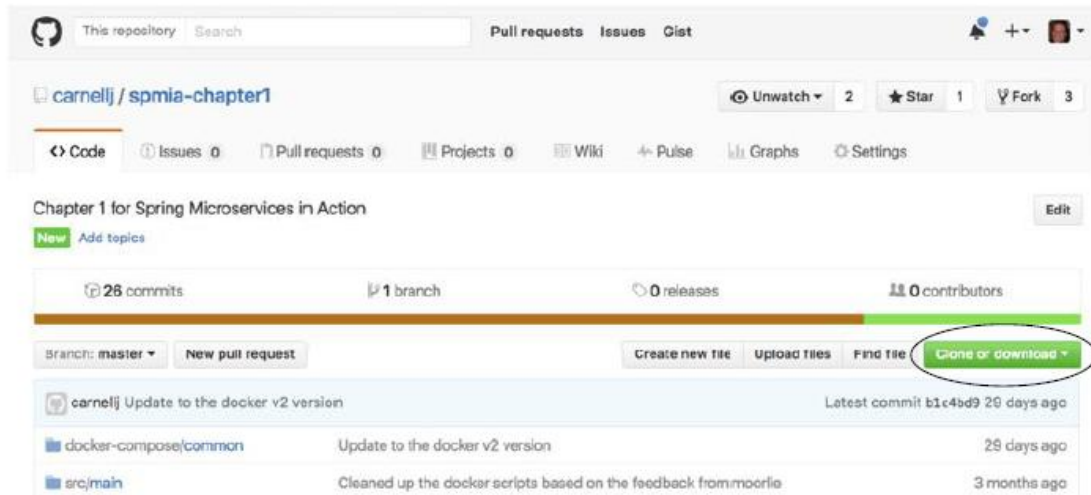 This repository Search Pull requests Issues Gist
carnellj / spmia-chapter1 Unwatch 2 Star 1 Fork 3
Code Issues 0 Pull requests 0 Projects 0 Wiki Pulse Graphs Settings
Chapter 1 for Spring Microservices in Action Edit
New Add topics
26 commits 1 branch 0 releases 0 contributors
Branch: master New pull request Create new file Upload files Find file Clone or download
carnellj Update to the docker v2 version Latest commit b1c4bd9 29 days ago
docker-compose/common Update to the docker v2 version 29 days ago
src/main Cleaned up the docker scripts based on the feedback from moorlie 3 months ago